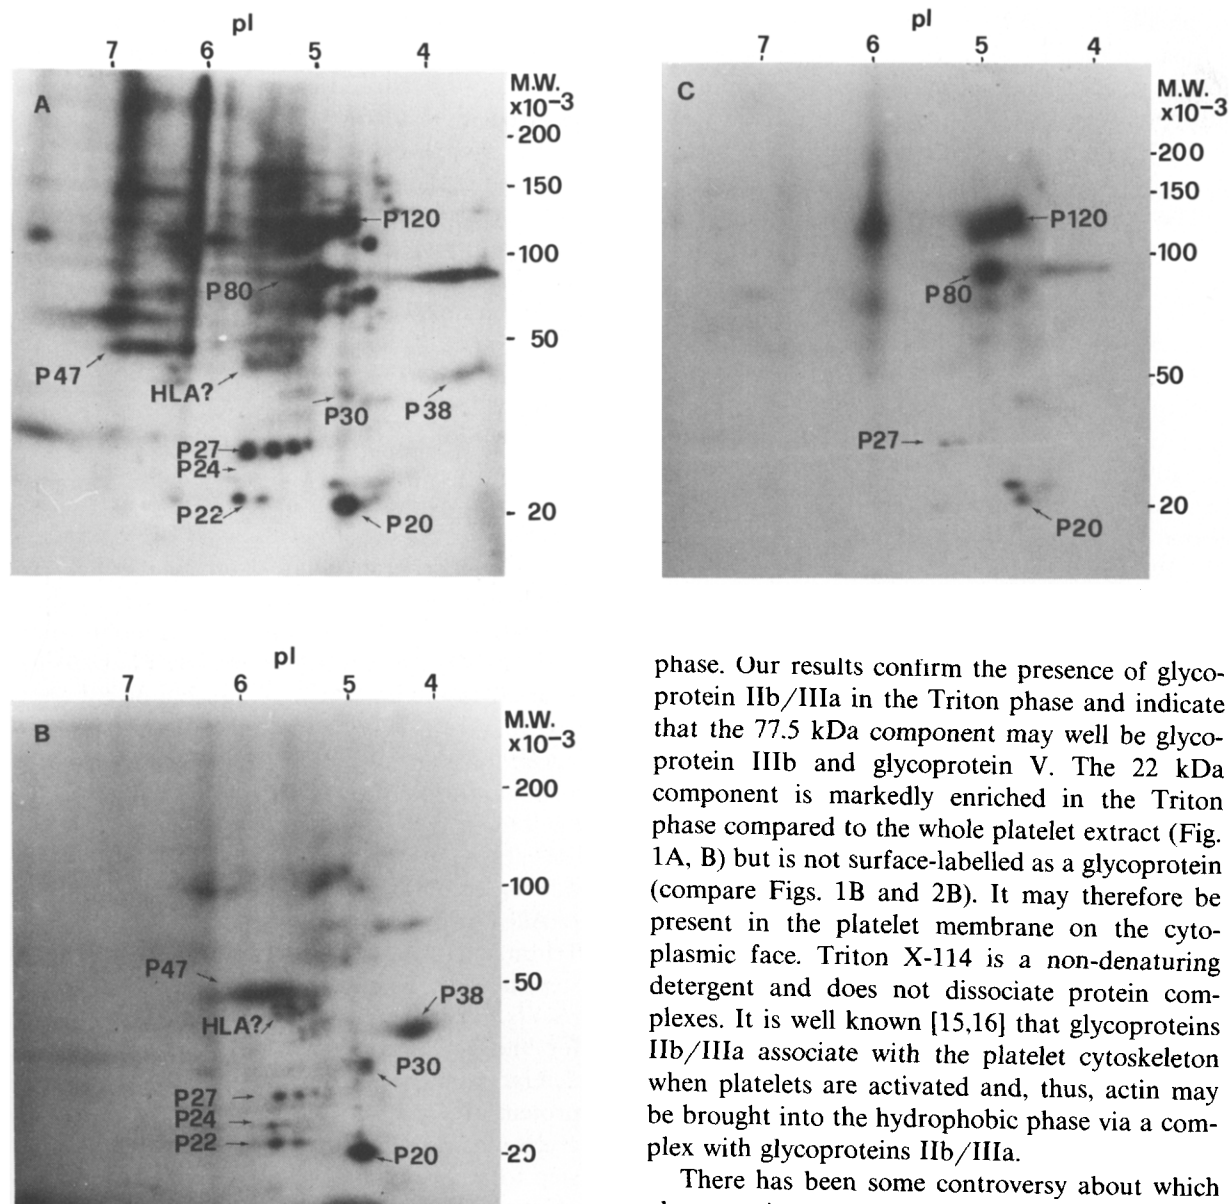 pI
7 6 5 4
A
M.W.
x10−3
-200
-150
P120
-100
P80
-50
P47
HLA?
P30
P38
P27
P24
P22
-20
P20
pI
7 6 5 4
C
M.W.
x10−3
-200
-150
P120
-100
P80
-50
P27
-20
P20
pI
7 6 5 4
B
M.W.
x10−3
-200
-100
P47
-50
P38
HLA?
P30
P27
P24
P22
-20
P20
phase. Our results confirm the presence of glyco-
protein IIb/IIIa in the Triton phase and indicate
that the 77.5 kDa component may well be glyco-
protein IIIb and glycoprotein V. The 22 kDa
component is markedly enriched in the Triton
phase compared to the whole platelet extract (Fig.
1A, B) but is not surface-labelled as a glycoprotein
(compare Figs. 1B and 2B). It may therefore be
present in the platelet membrane on the cyto-
plasmic face. Triton X-114 is a non-denaturing
detergent and does not dissociate protein com-
plexes. It is well known [15,16] that glycoproteins
IIb/IIIa associate with the platelet cytoskeleton
when platelets are activated and, thus, actin may
be brought into the hydrophobic phase via a com-
plex with glycoproteins IIb/IIIa.
There has been some controversy about which